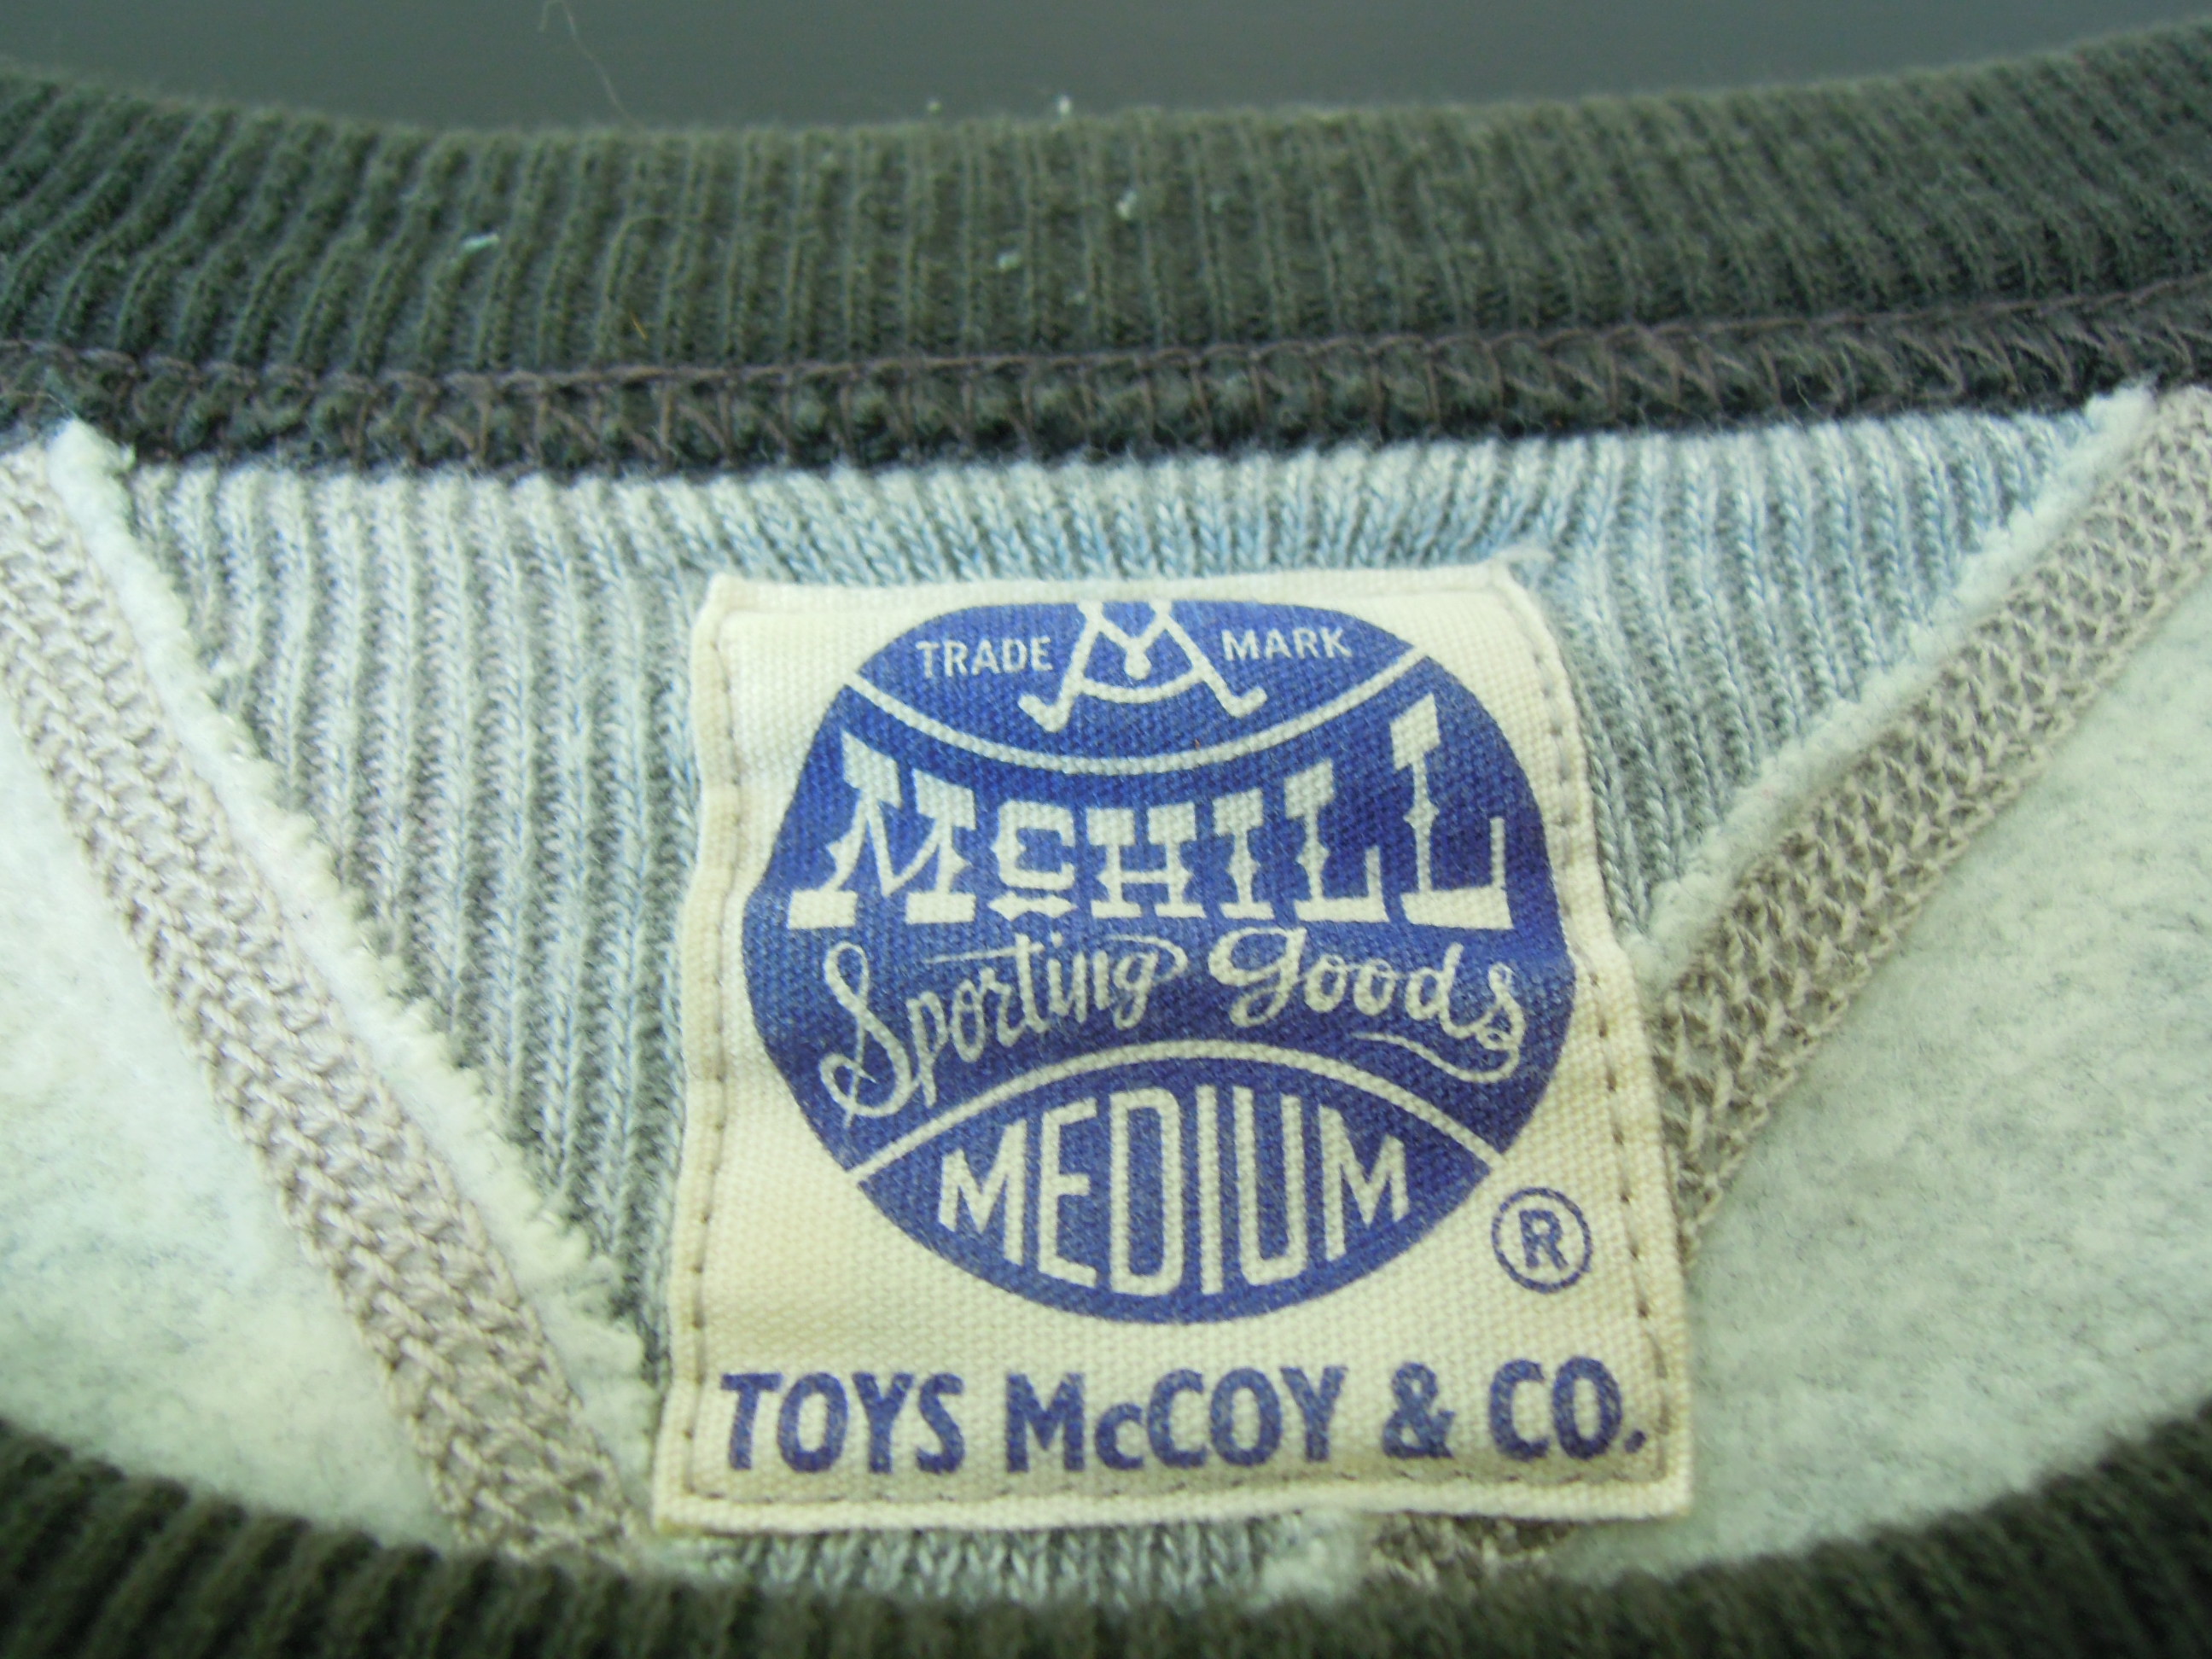 TRADE MARK
McHILL
Sporting goods
MEDIUM
®
TOYS McCOY & CO.